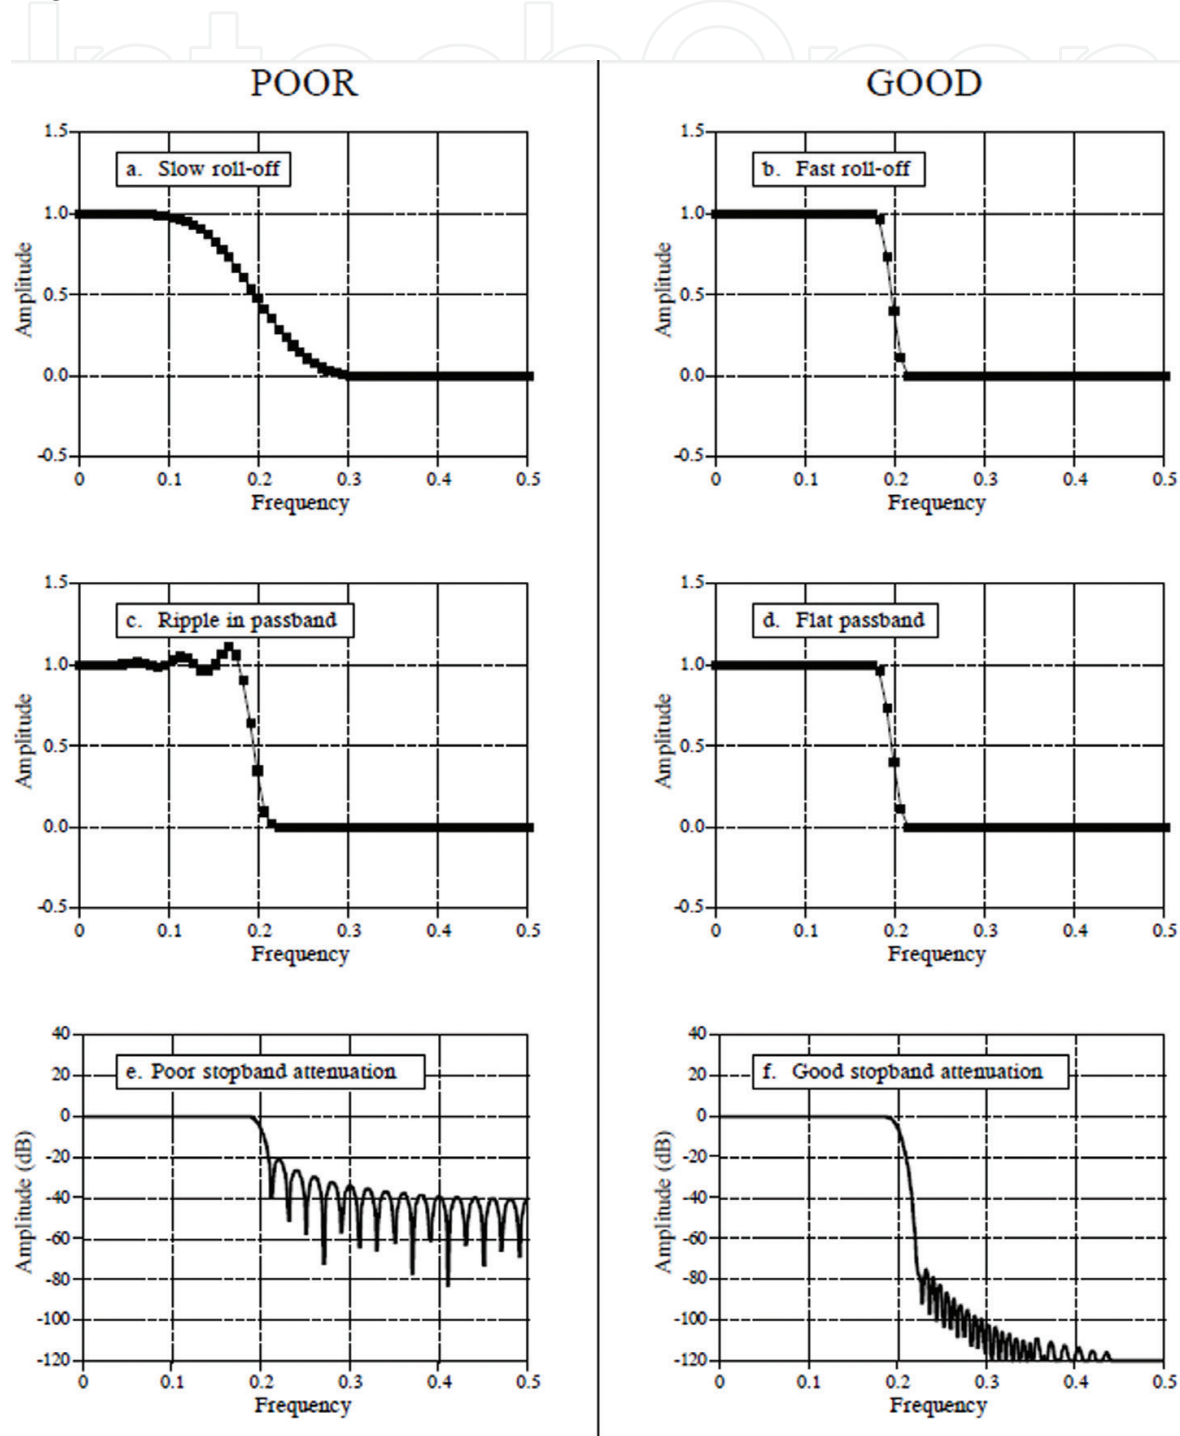 IntechOpen
POOR
GOOD
1.5
1.0
0.5
0.0
-0.5
a. Slow roll-off
Amplitude
0 0.1 0.2 0.3 0.4 0.5
Frequency
1.5
1.0
0.5
0.0
-0.5
b. Fast roll-off
Amplitude
0 0.1 0.2 0.3 0.4 0.5
Frequency
1.5
1.0
0.5
0.0
-0.5
c. Ripple in passband
Amplitude
0 0.1 0.2 0.3 0.4 0.5
Frequency
1.5
1.0
0.5
0.0
-0.5
d. Flat passband
Amplitude
0 0.1 0.2 0.3 0.4 0.5
Frequency
40
20
0
-20
-40
-60
-80
-100
-120
e. Poor stopband attenuation
Amplitude (dB)
0 0.1 0.2 0.3 0.4 0.5
Frequency
40
20
0
-20
-40
-60
-80
-100
-120
f. Good stopband attenuation
Amplitude (dB)
0 0.1 0.2 0.3 0.4 0.5
Frequency